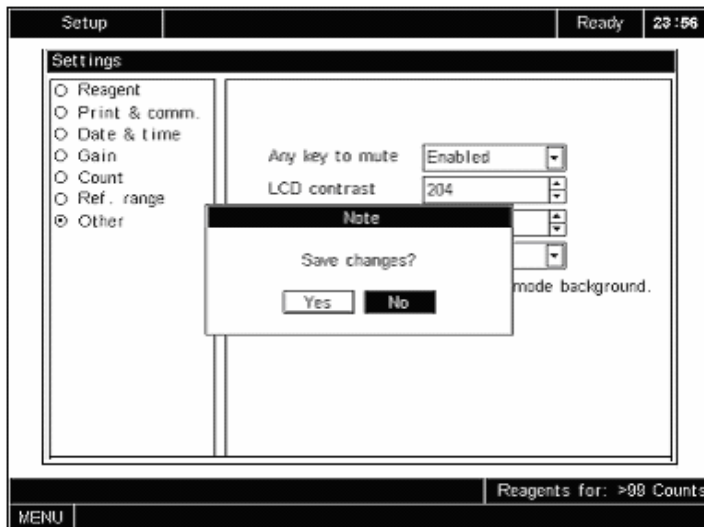 Setup Ready 23:56
Settings
Reagent
Print & comm.
Date & time
Gain
Count
Ref. range
Other
Any key to mute Enabled
LCD contrast 204
Note
Save changes?
Yes No
mode background.
Reagents for: >99 Counts
MENU